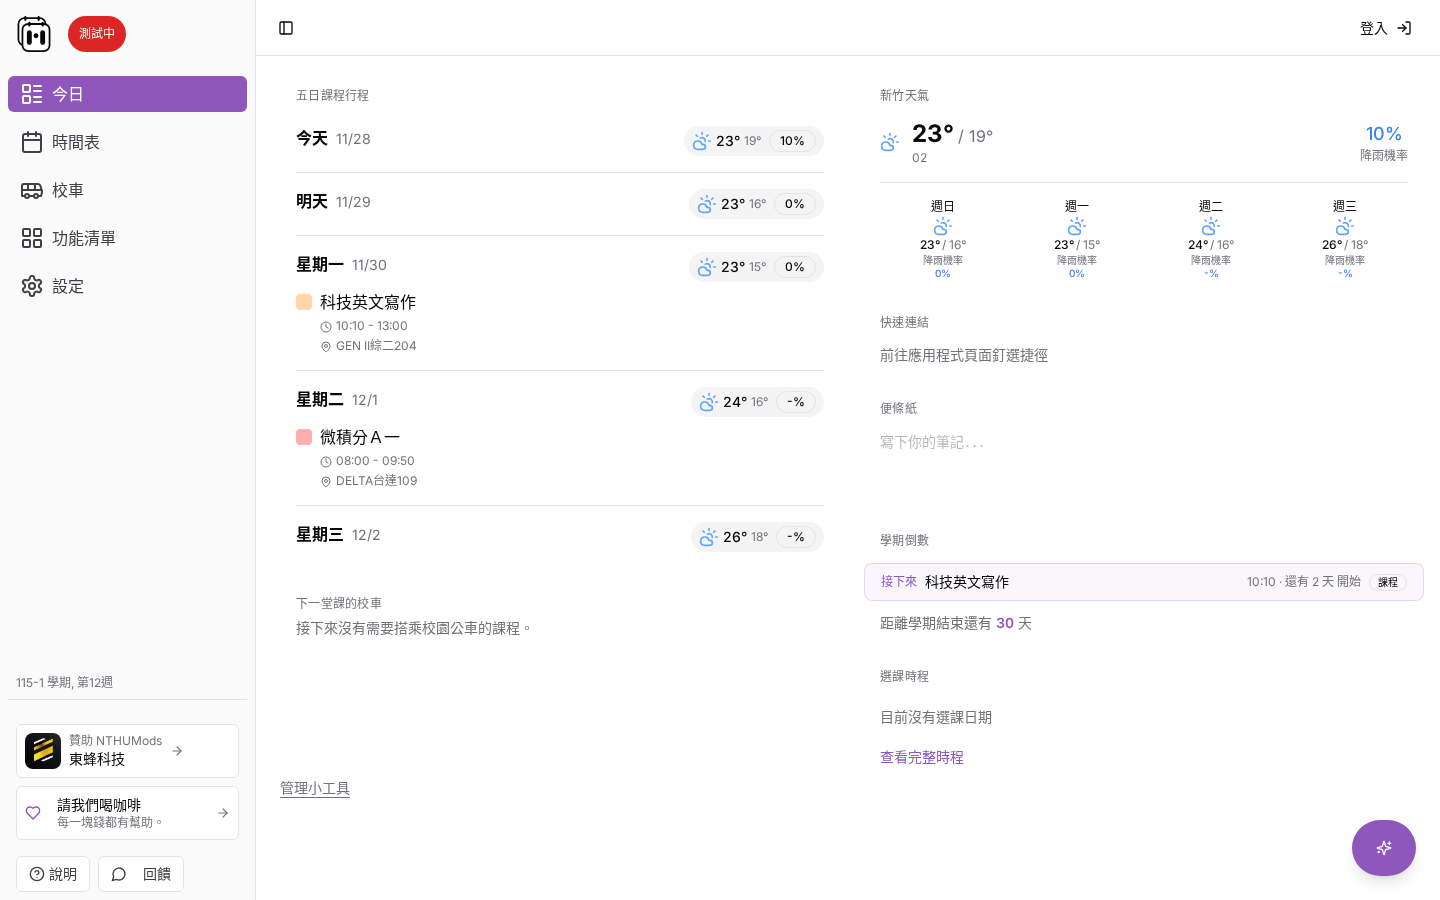 測試中
今日
時間表
校車
功能清單
設定
115-1 學期, 第12週
贊助 NTHUMods
東蜂科技
請我們喝咖啡
每一塊錢都有幫助。
說明
回饋
登入
五日課程行程
今天 11/28
23° 19° 10%
明天 11/29
23° 16° 0%
星期一 11/30
23° 15° 0%
科技英文寫作
10:10 - 13:00
GEN II綜二204
星期二 12/1
24° 16° -%
微積分A一
08:00 - 09:50
DELTA台達109
星期三 12/2
26° 18° -%
下一堂課的校車
接下來沒有需要搭乘校園公車的課程。
管理小工具
新竹天氣
23° / 19°
02
10%
降雨機率
週日 週一 週二 週三
23° / 16° 23° / 15° 24° / 16° 26° / 18°
降雨機率 降雨機率 降雨機率 降雨機率
0% 0% -% -%
快速連結
前往應用程式頁面釘選捷徑
便條紙
寫下你的筆記...
學期倒數
接下來 科技英文寫作 10:10 · 還有 2 天 開始 課程
距離學期結束還有 30 天
選課時程
目前沒有選課日期
查看完整時程